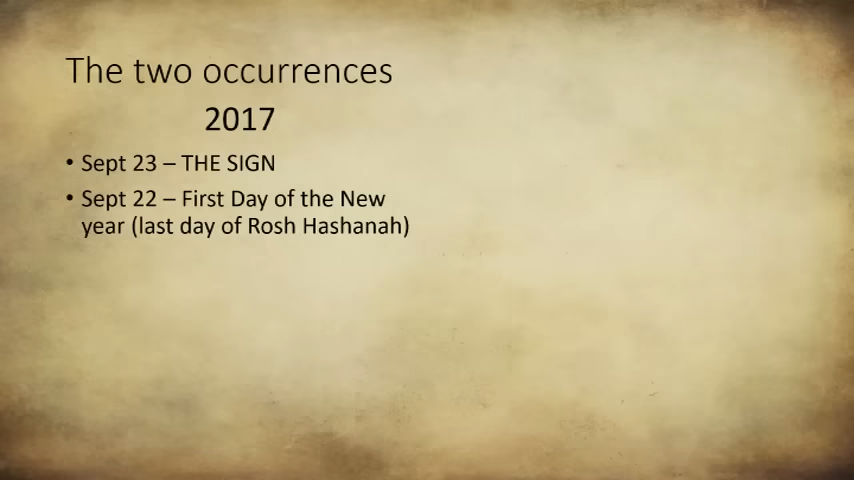 The two occurrences
2017
• Sept 23 – THE SIGN
• Sept 22 – First Day of the New
year (last day of Rosh Hashanah)